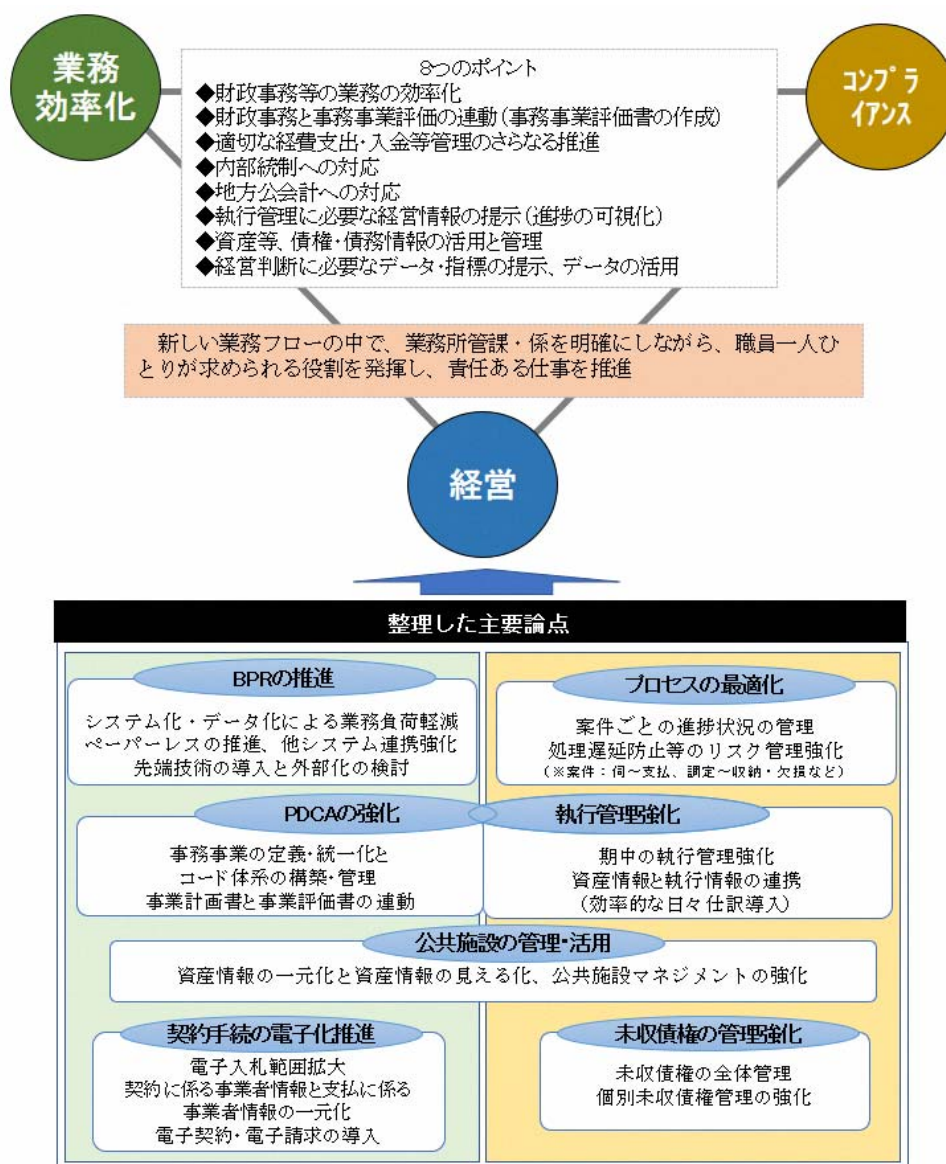 業務
効率化
コンプラ
イアンス
8つのポイント
◆財政事務等の業務の効率化
◆財政事務と事務事業評価の連動(事務事業評価書の作成)
◆適切な経費支出・入金等管理のさらなる推進
◆内部統制への対応
◆地方公会計への対応
◆執行管理に必要な経営情報の提示(進捗の可視化)
◆資産等、債権・債務情報の活用と管理
◆経営判断に必要なデータ・指標の提示、データの活用
新しい業務フローの中で、業務所管課・係を明確にしながら、職員一人ひ
とりが求められる役割を発揮し、責任ある仕事を推進
経営
整理した主要論点
BPRの推進
システム化・データ化による業務負荷軽減
ペーパーレスの推進、他システム連携強化
先端技術の導入と外部化の検討
プロセスの最適化
案件ごとの進捗状況の管理
処理遅延防止等のリスク管理強化
(※案件：伺～支払、調定～収納・欠損など)
PDCAの強化
事務事業の定義・統一化と
コード体系の構築・管理
事業計画書と事業評価書の連動
執行管理強化
期中の執行管理強化
資産情報と執行情報の連携
(効率的な日々仕訳導入)
公共施設の管理・活用
資産情報の一元化と資産情報の見える化、公共施設マネジメントの強化
契約手続の電子化推進
電子入札範囲拡大
契約に係る事業者情報と支払に係る
事業者情報の一元化
電子契約・電子請求の導入
未収債権の管理強化
未収債権の全体管理
個別未収債権管理の強化